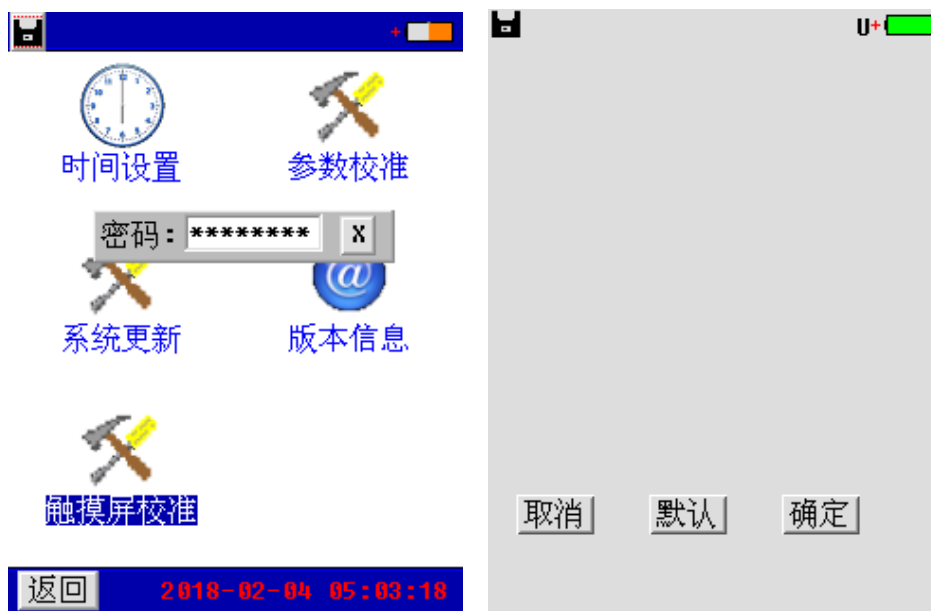 时间设置 参数校准
密码: ******** X
系统更新 版本信息
触摸屏校准
返回 2018-02-04 05:03:18
U+
取消 默认 确定